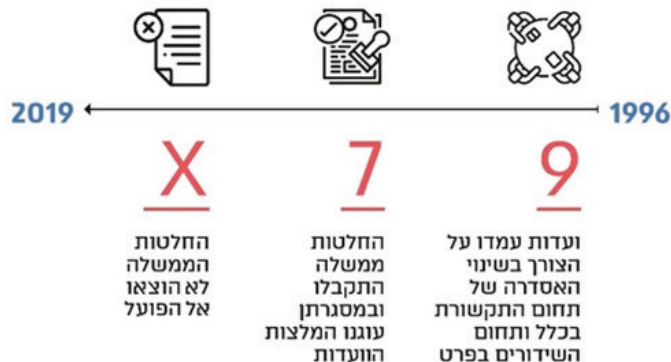 1996
2019
9
ועדות עמדו על
הצורך בשינוי
האסדרה של
תחום התקשורת
בכלל ותחום
השידורים בפרט
7
החלטות
ממשלה
התקבלו
ובמסגרתן
עוגנו המלצות
הוועדות
X
החלטות
הממשלה
לא הוצאו
אל הפועל